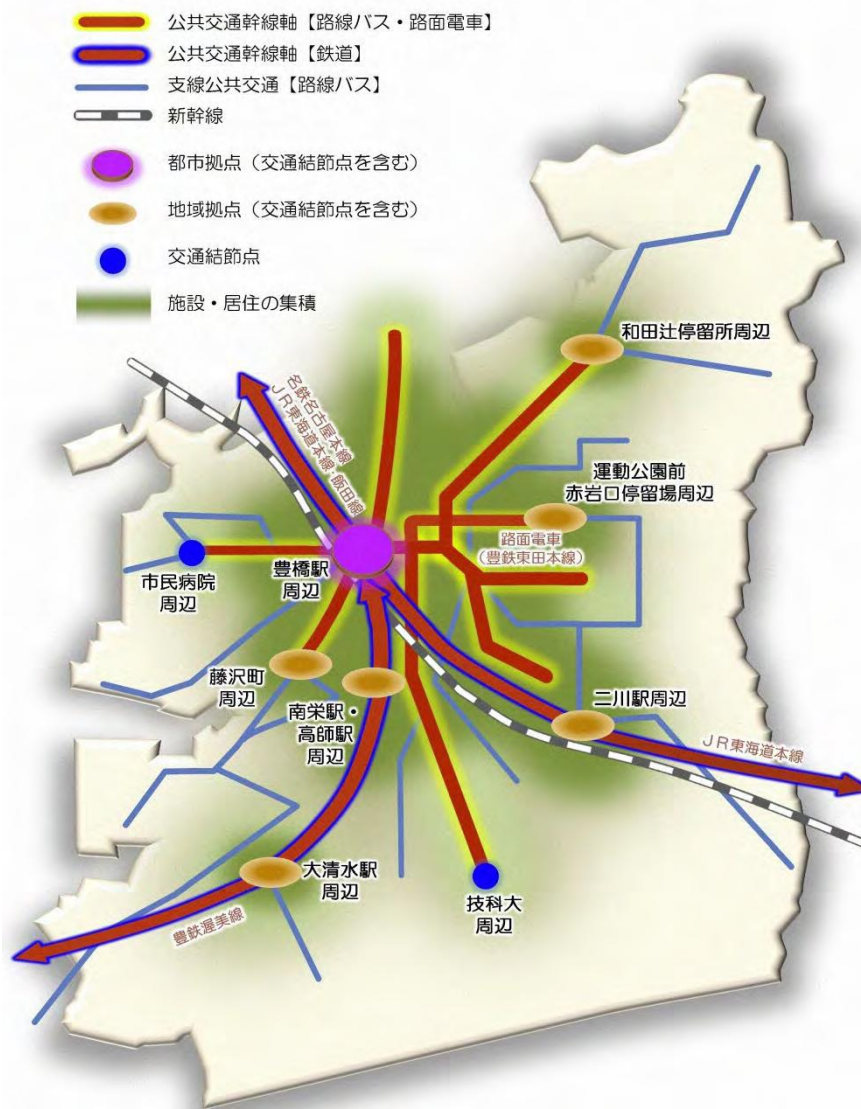 公共交通幹線軸【路線バス・路面電車】
公共交通幹線軸【鉄道】
支線公共交通【路線バス】
新幹線
都市拠点（交通結節点を含む）
地域拠点（交通結節点を含む）
交通結節点
施設・居住の集積
和田辻停留所周辺
名鉄名古屋本線
ＪＲ東海道本線・飯田線
運動公園前
赤岩口停留場周辺
路面電車
（豊鉄東田本線）
市民病院
周辺
豊橋駅
周辺
藤沢町
周辺
南栄駅・
高師駅
周辺
二川駅周辺
ＪＲ東海道本線
大清水駅
周辺
技科大
周辺
豊鉄渥美線